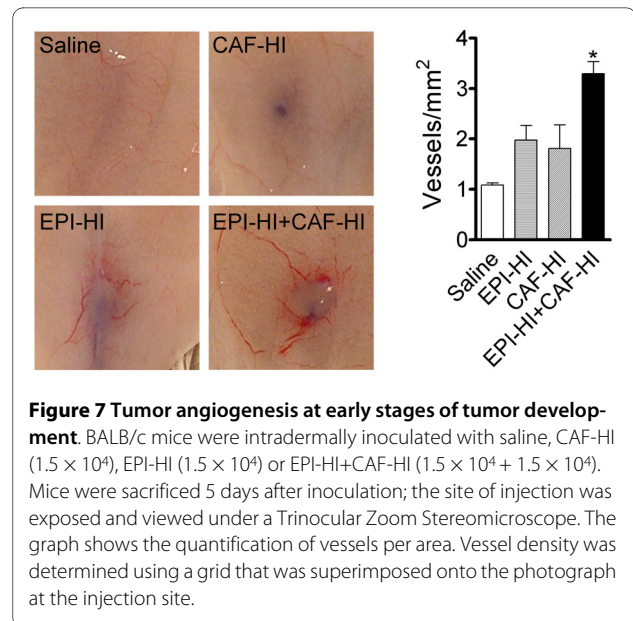 Saline
CAF-HI
EPI-HI
EPI-HI+CAF-HI
4
3
2
1
0
Vessels/mm²
*
Saline
EPI-HI
CAF-HI
EPI-HI+CAF-HI
Figure 7 Tumor angiogenesis at early stages of tumor develop-
ment. BALB/c mice were intradermally inoculated with saline, CAF-HI
(1.5 × 10⁴), EPI-HI (1.5 × 10⁴) or EPI-HI+CAF-HI (1.5 × 10⁴ + 1.5 × 10⁴).
Mice were sacrificed 5 days after inoculation; the site of injection was
exposed and viewed under a Trinocular Zoom Stereomicroscope. The
graph shows the quantification of vessels per area. Vessel density was
determined using a grid that was superimposed onto the photograph
at the injection site.